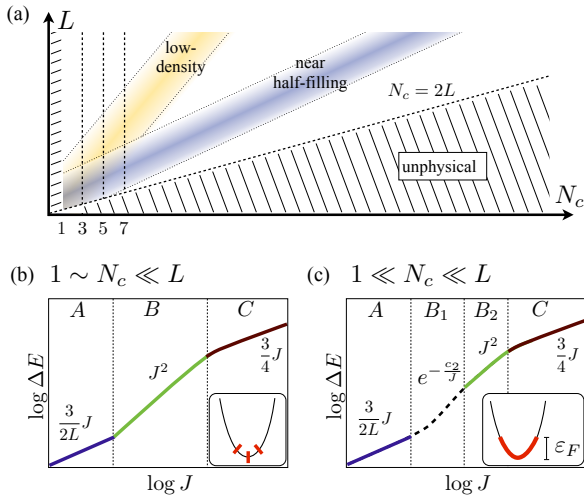 (a)
L
low-
density
near
half-filling
N_c = 2L
unphysical
N_c
1 3 5 7
(b) 1 ∼ N_c ≪ L
A B C
J^2
3/4 J
3/2L J
log ΔE
log J
(c) 1 ≪ N_c ≪ L
A B_1 B_2 C
J^2
e^{-c_2/J}
3/4 J
3/2L J
ε_F
log ΔE
log J